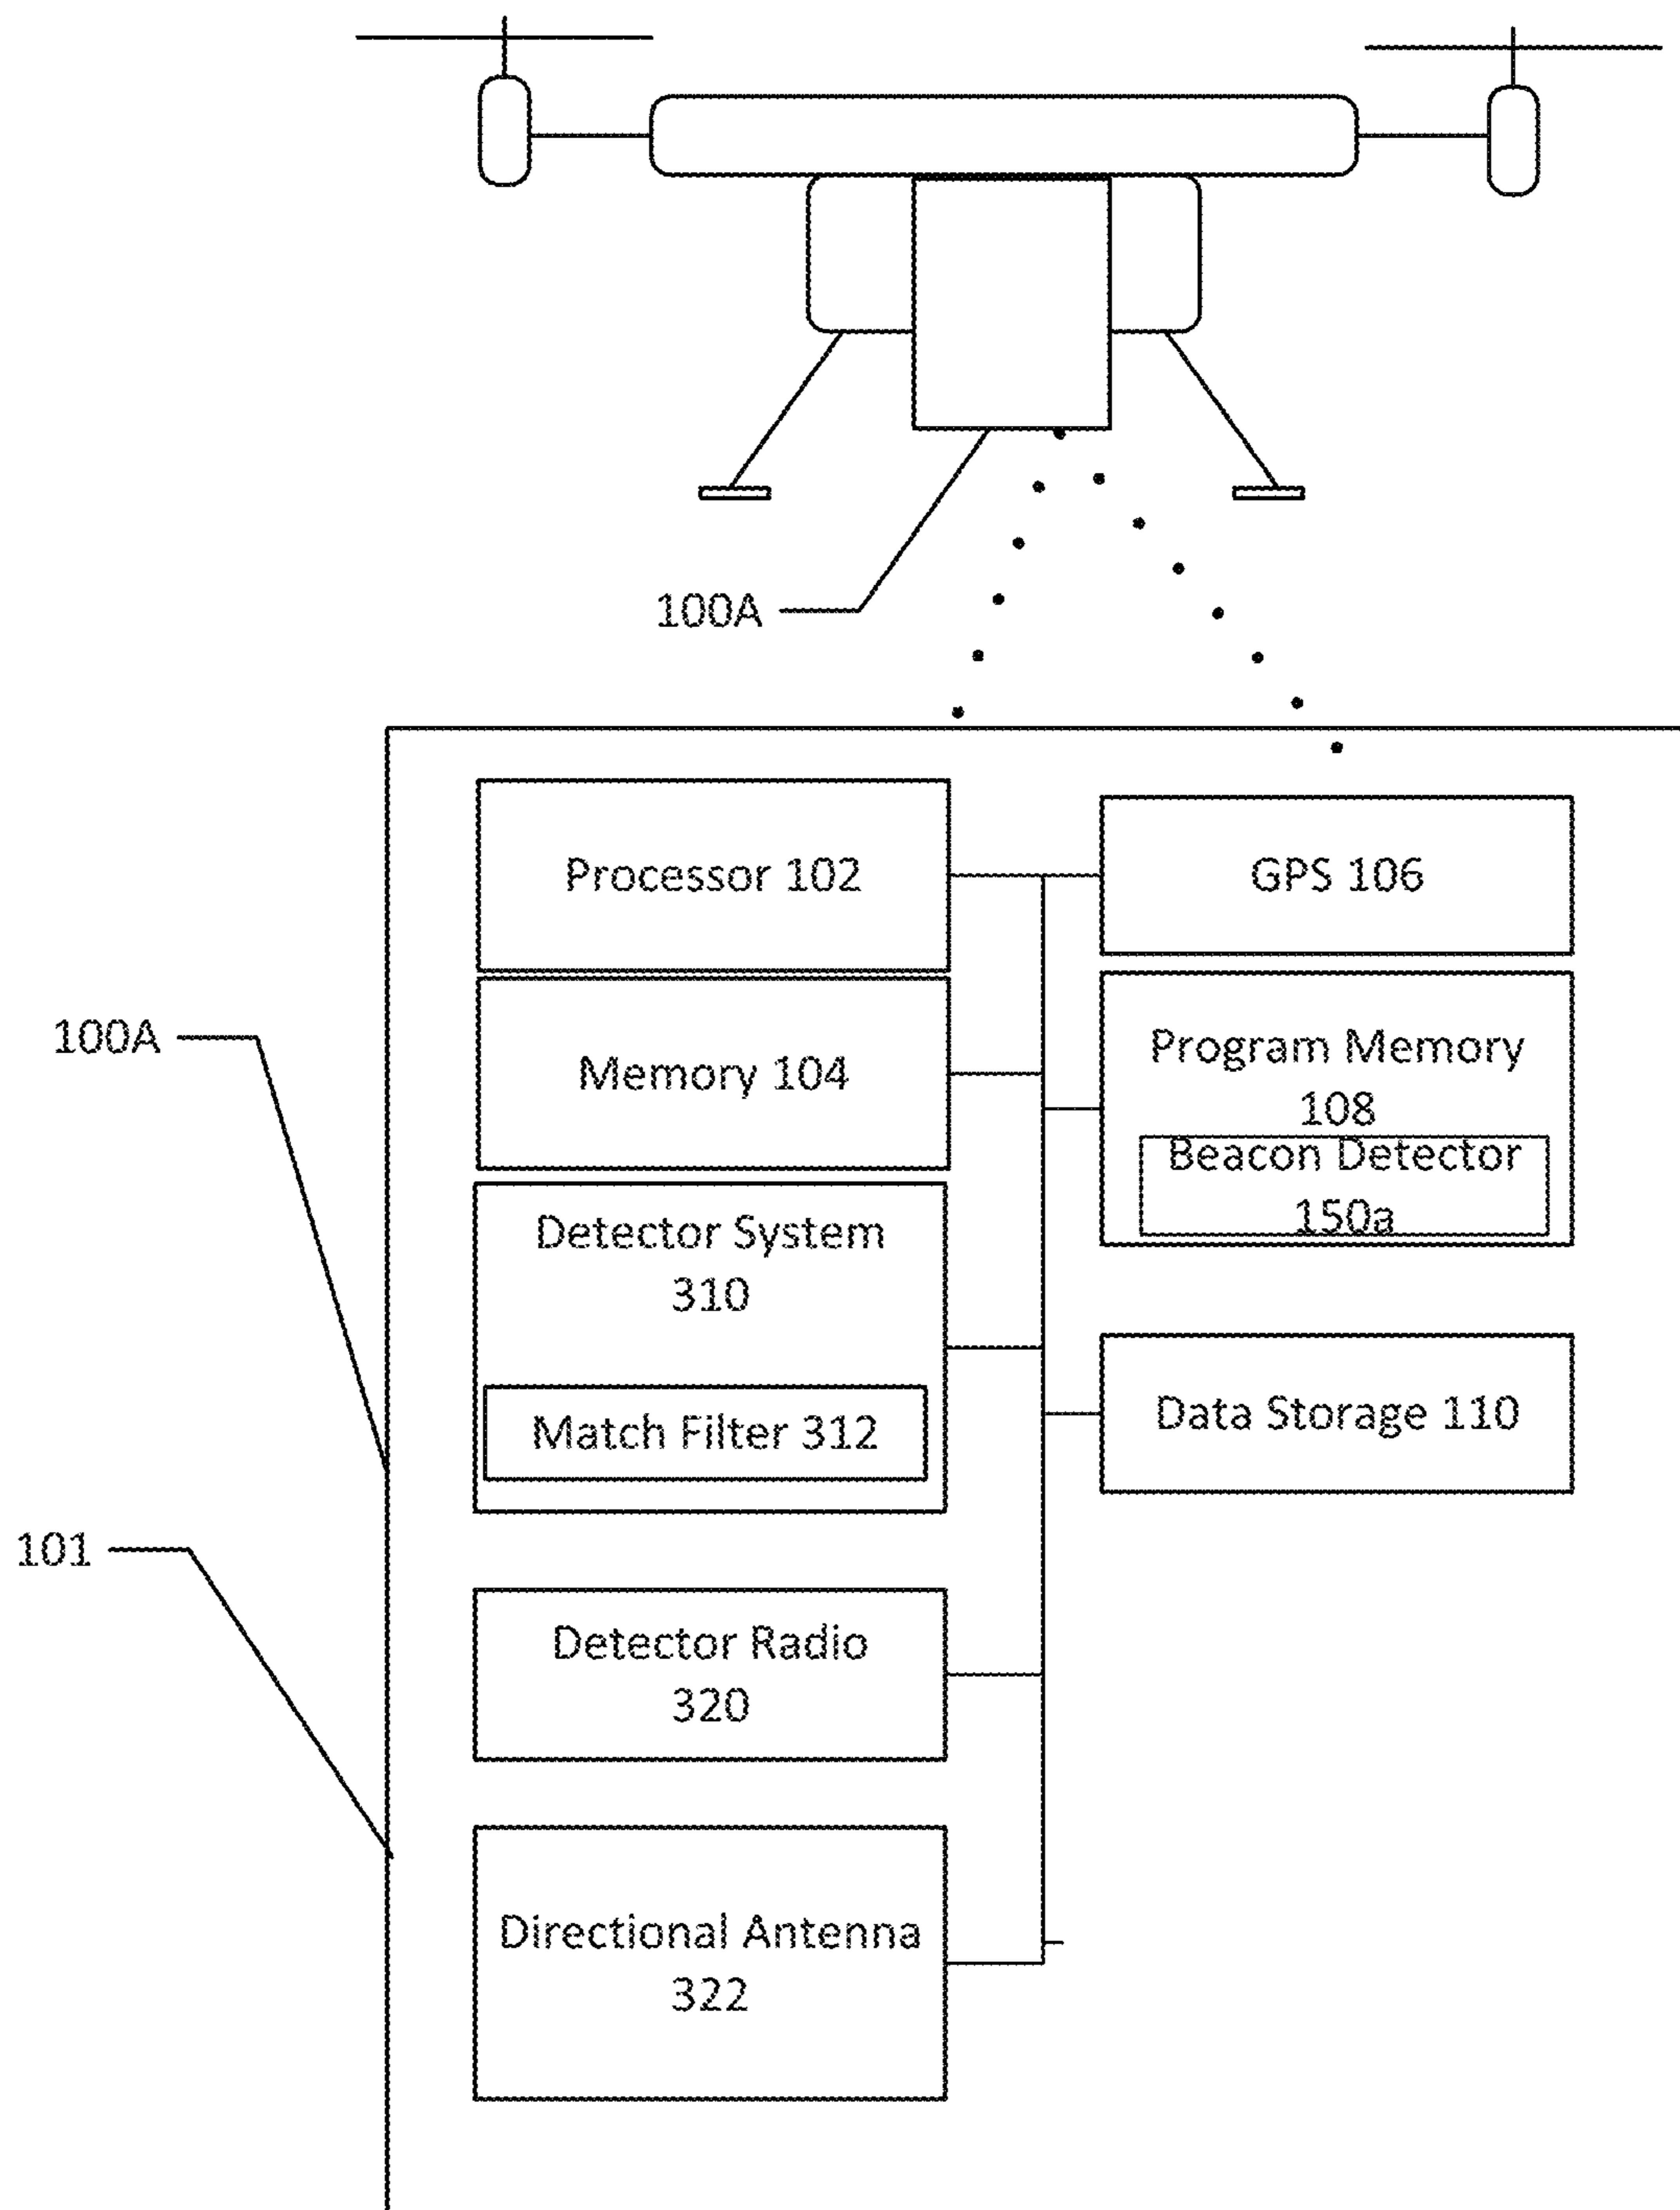 100A
Processor 102
GPS 106
100A
Memory 104
Program Memory
108
Beacon Detector
150a
Detector System
310
Match Filter 312
Data Storage 110
101
Detector Radio
320
Directional Antenna
322